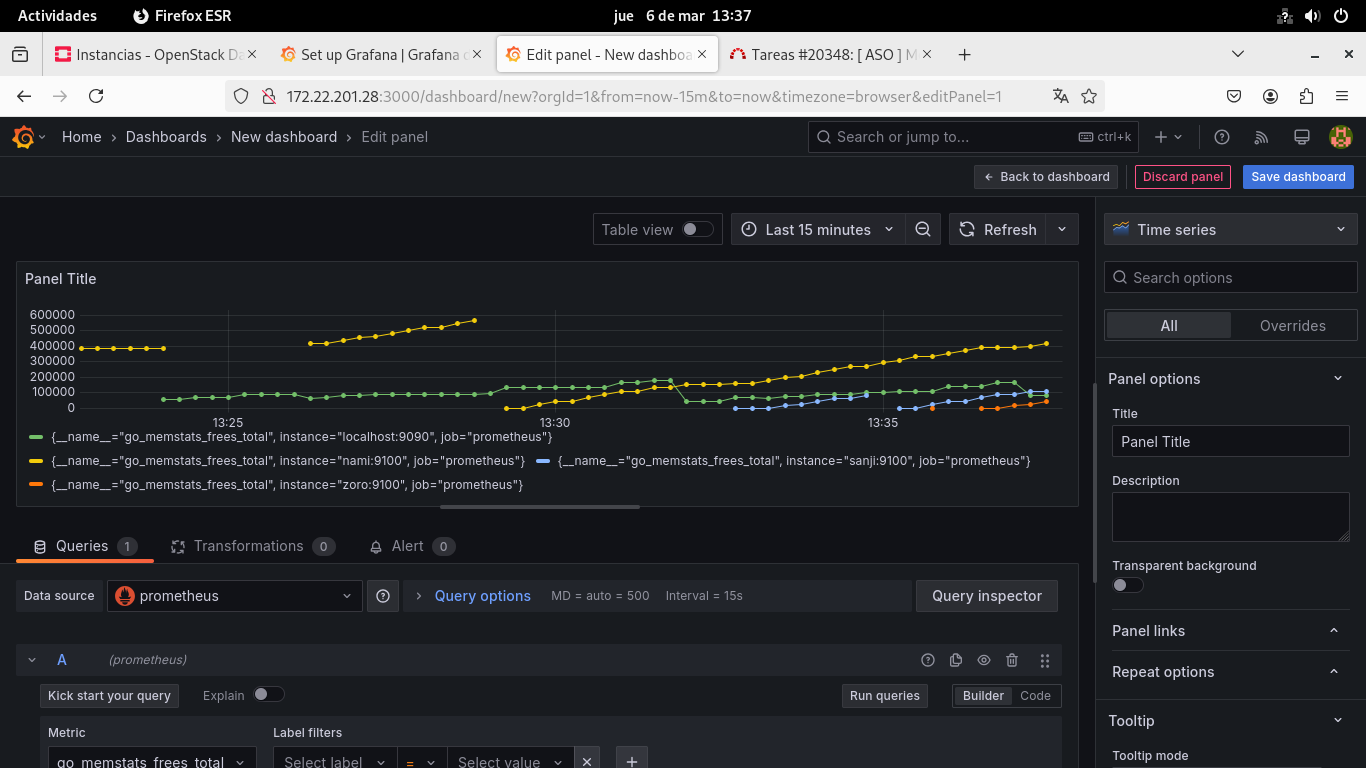 Actividades
Firefox ESR
jue 6 de mar 13:37
Instancias - OpenStack Da
Set up Grafana | Grafana d
Edit panel - New dashboa
Tareas #20348: [ ASO ] M
172.22.201.28:3000/dashboard/new?orgId=1&from=now-15m&to=now&timezone=browser&editPanel=1
Home › Dashboards › New dashboard › Edit panel
Search or jump to...
ctrl+k
Back to dashboard
Discard panel
Save dashboard
Table view
Last 15 minutes
Refresh
Time series
Panel Title
Search options
600000
500000
400000
300000
200000
100000
0
13:25
13:30
13:35
{__name__="go_memstats_frees_total", instance="localhost:9090", job="prometheus"}
{__name__="go_memstats_frees_total", instance="nami:9100", job="prometheus"}
{__name__="go_memstats_frees_total", instance="sanji:9100", job="prometheus"}
{__name__="go_memstats_frees_total", instance="zoro:9100", job="prometheus"}
All
Overrides
Panel options
Title
Panel Title
Description
Transparent background
Panel links
Repeat options
Tooltip
Tooltip mode
Queries 1
Transformations 0
Alert 0
Data source
prometheus
Query options
MD = auto = 500
Interval = 15s
Query inspector
A
(prometheus)
Kick start your query
Explain
Run queries
Builder
Code
Metric
Label filters
go_memstats_frees_total
Select label
=
Select value